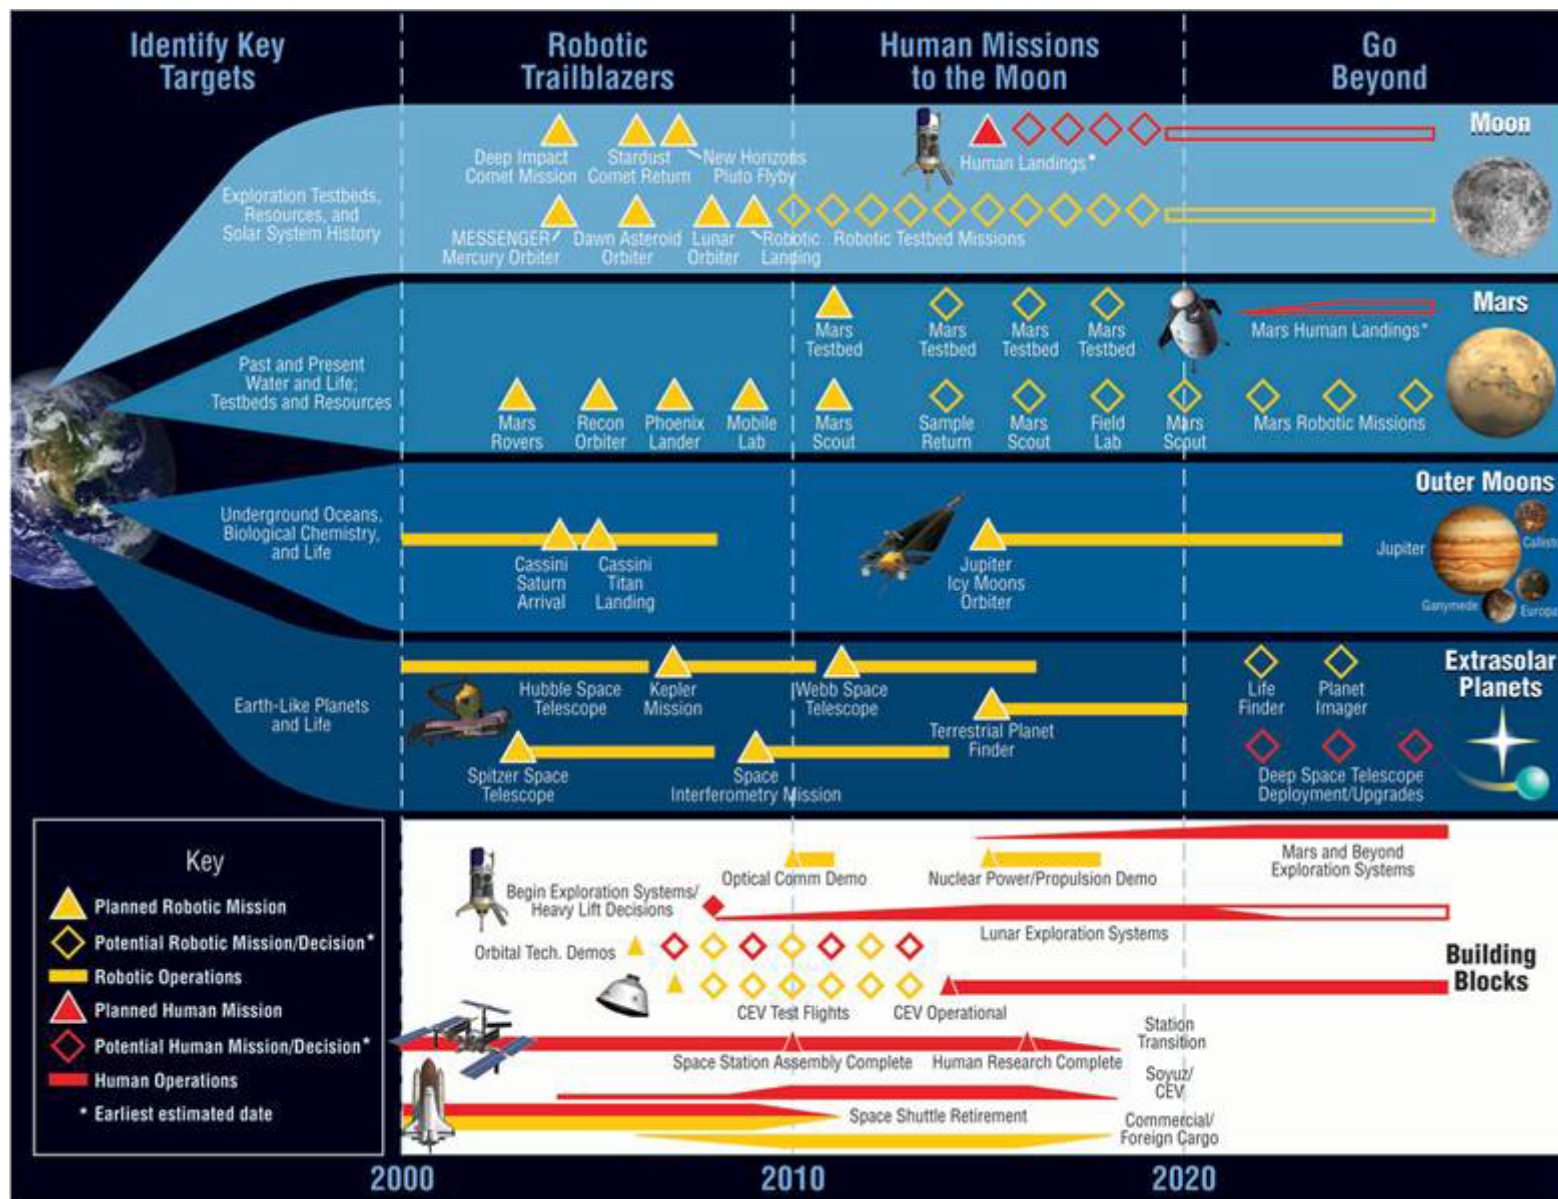 Identify Key
Targets
Robotic
Trailblazers
Human Missions
to the Moon
Go
Beyond
Moon
Exploration Testbeds,
Resources, and
Solar System History
Deep Impact
Comet Mission
Stardust
Comet Return
New Horizons
Pluto Flyby
Human Landings*
MESSENGER
Mercury Orbiter
Dawn Asteroid
Orbiter
Lunar
Orbiter
Robotic
Landing
Robotic Testbed Missions
Mars
Past and Present
Water and Life;
Testbeds and Resources
Mars
Testbed
Mars
Testbed
Mars
Testbed
Mars
Testbed
Mars Human Landings*
Mars
Rovers
Recon
Orbiter
Phoenix
Lander
Mobile
Lab
Mars
Scout
Sample
Return
Mars
Scout
Field
Lab
Mars
Scout
Mars Robotic Missions
Outer Moons
Underground Oceans,
Biological Chemistry,
and Life
Cassini
Saturn
Arrival
Cassini
Titan
Landing
Jupiter
Icy Moons
Orbiter
Jupiter
Callisto
Ganymede
Europa
Extrasolar
Planets
Earth-Like Planets
and Life
Hubble Space
Telescope
Kepler
Mission
Webb Space
Telescope
Terrestrial Planet
Finder
Life
Finder
Planet
Imager
Spitzer Space
Telescope
Space
Interferometry Mission
Deep Space Telescope
Deployment/Upgrades
Key
Planned Robotic Mission
Potential Robotic Mission/Decision*
Robotic Operations
Planned Human Mission
Potential Human Mission/Decision*
Human Operations
* Earliest estimated date
Building
Blocks
Mars and Beyond
Exploration Systems
Optical Comm Demo
Nuclear Power/Propulsion Demo
Begin Exploration Systems/
Heavy Lift Decisions
Lunar Exploration Systems
Orbital Tech. Demos
CEV Test Flights
CEV Operational
Station
Transition
Space Station Assembly Complete
Human Research Complete
Soyuz/
CEV
Space Shuttle Retirement
Commercial/
Foreign Cargo
2000
2010
2020